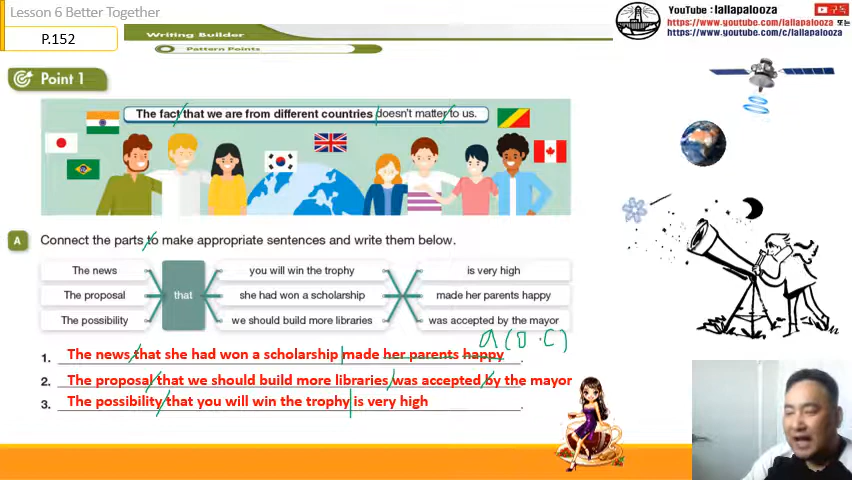 Lesson 6 Better Together
P.152
Writing Builder
Pattern Points
YouTube : lallapalooza
구독
https://www.youtube.com/lallapalooza 또는
https://www.youtube.com/c/lallapalooza
Point 1
The fact that we are from different countries doesn't matter to us.
A Connect the parts to make appropriate sentences and write them below.
The news you will win the trophy is very high
The proposal that she had won a scholarship made her parents happy
The possibility we should build more libraries was accepted by the mayor
a (O.C)
1. The news that she had won a scholarship made her parents happy.
2. The proposal that we should build more libraries was accepted by the mayor
3. The possibility that you will win the trophy is very high.